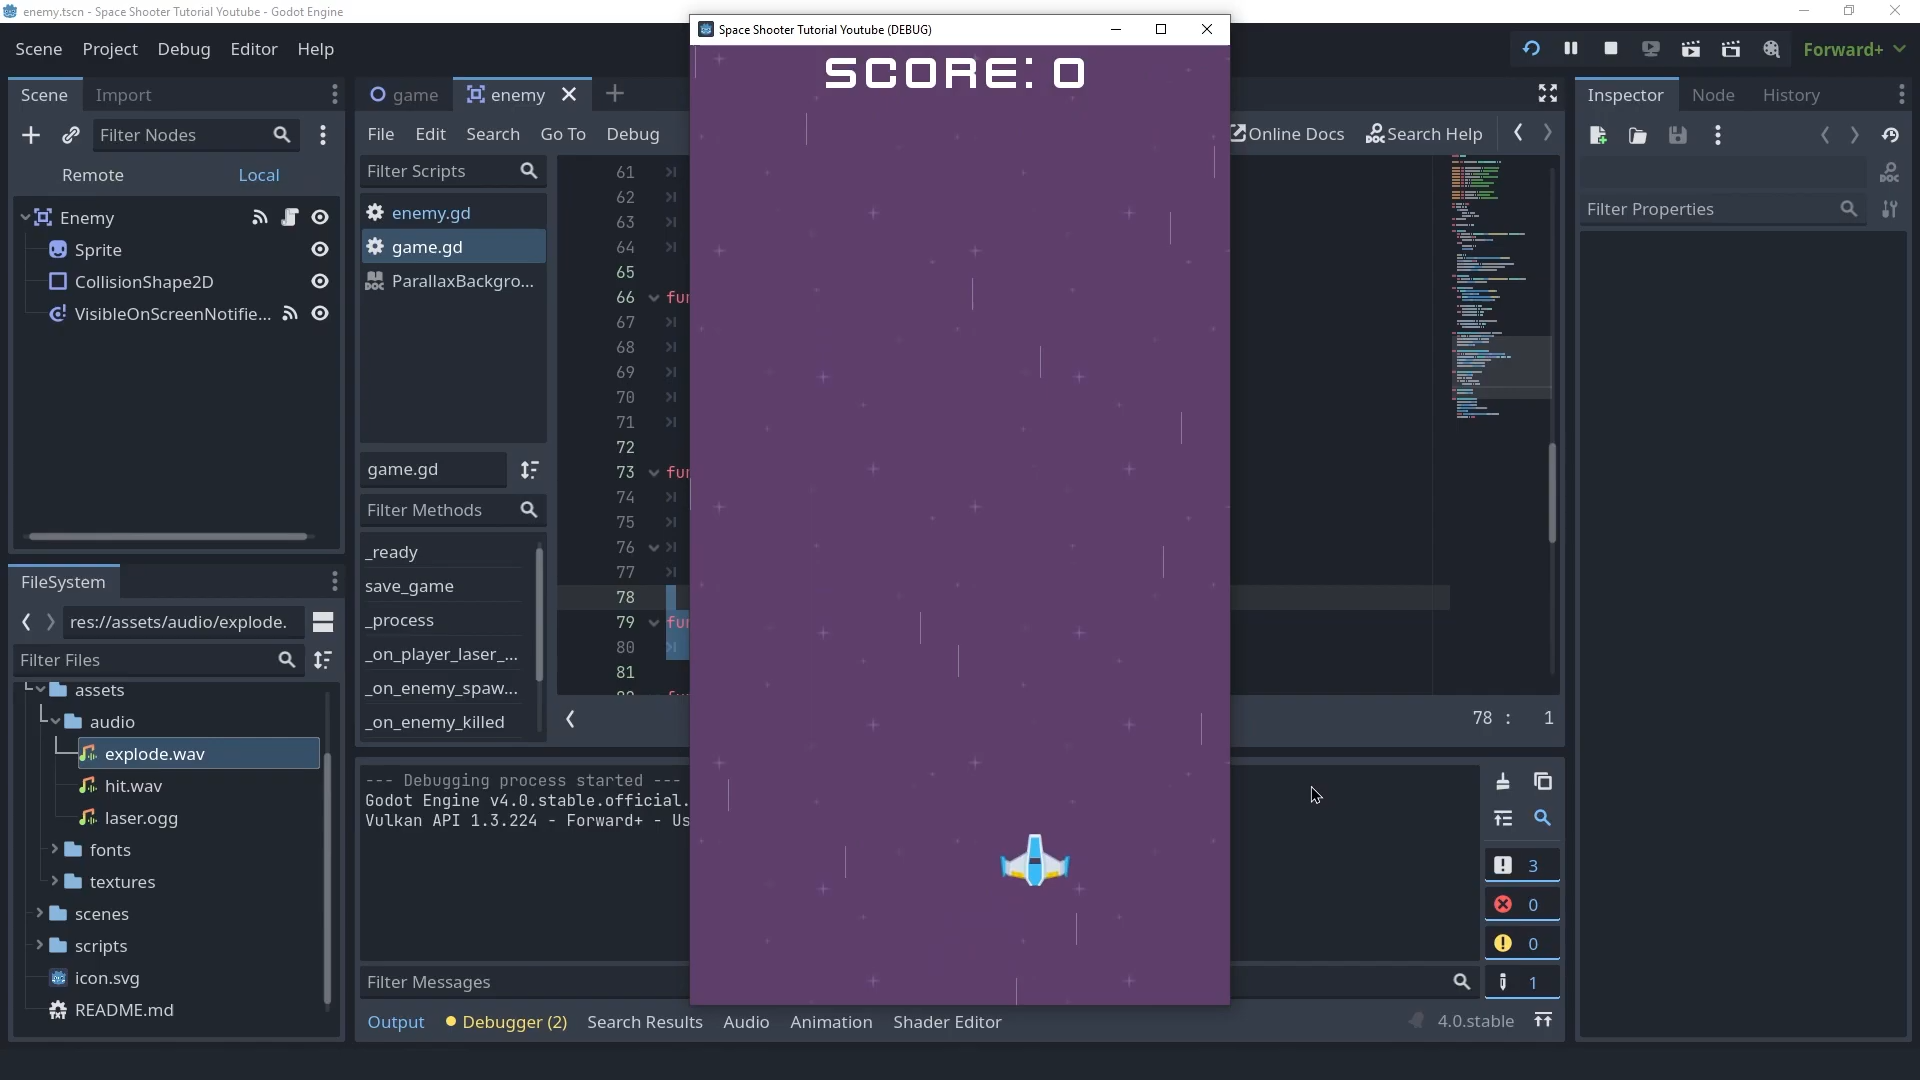 enemy.tscn - Space Shooter Tutorial Youtube - Godot Engine
Space Shooter Tutorial Youtube (DEBUG)
Scene Project Debug Editor Help
Forward+
SCORE: 0
Scene Import
game enemy
Inspector Node History
Filter Nodes
File Edit Search Go To Debug
Online Docs Search Help
Remote Local
Filter Scripts
Filter Properties
Enemy
Sprite
CollisionShape2D
VisibleOnScreenNotifie...
enemy.gd
game.gd
ParallaxBackgro...
game.gd
Filter Methods
_ready
save_game
_process
_on_player_laser_...
_on_enemy_spaw...
_on_enemy_killed
61
62
63
64
65
66 fun
67
68
69
70
71
72
73 fun
74
75
76
77
78
79 fun
80
81
78 : 1
FileSystem
res://assets/audio/explode.
Filter Files
assets
audio
explode.wav
hit.wav
laser.ogg
fonts
textures
scenes
scripts
icon.svg
README.md
--- Debugging process started ---
Godot Engine v4.0.stable.official.
Vulkan API 1.3.224 - Forward+ - Us
3
0
0
1
Filter Messages
Output Debugger (2) Search Results Audio Animation Shader Editor
4.0.stable